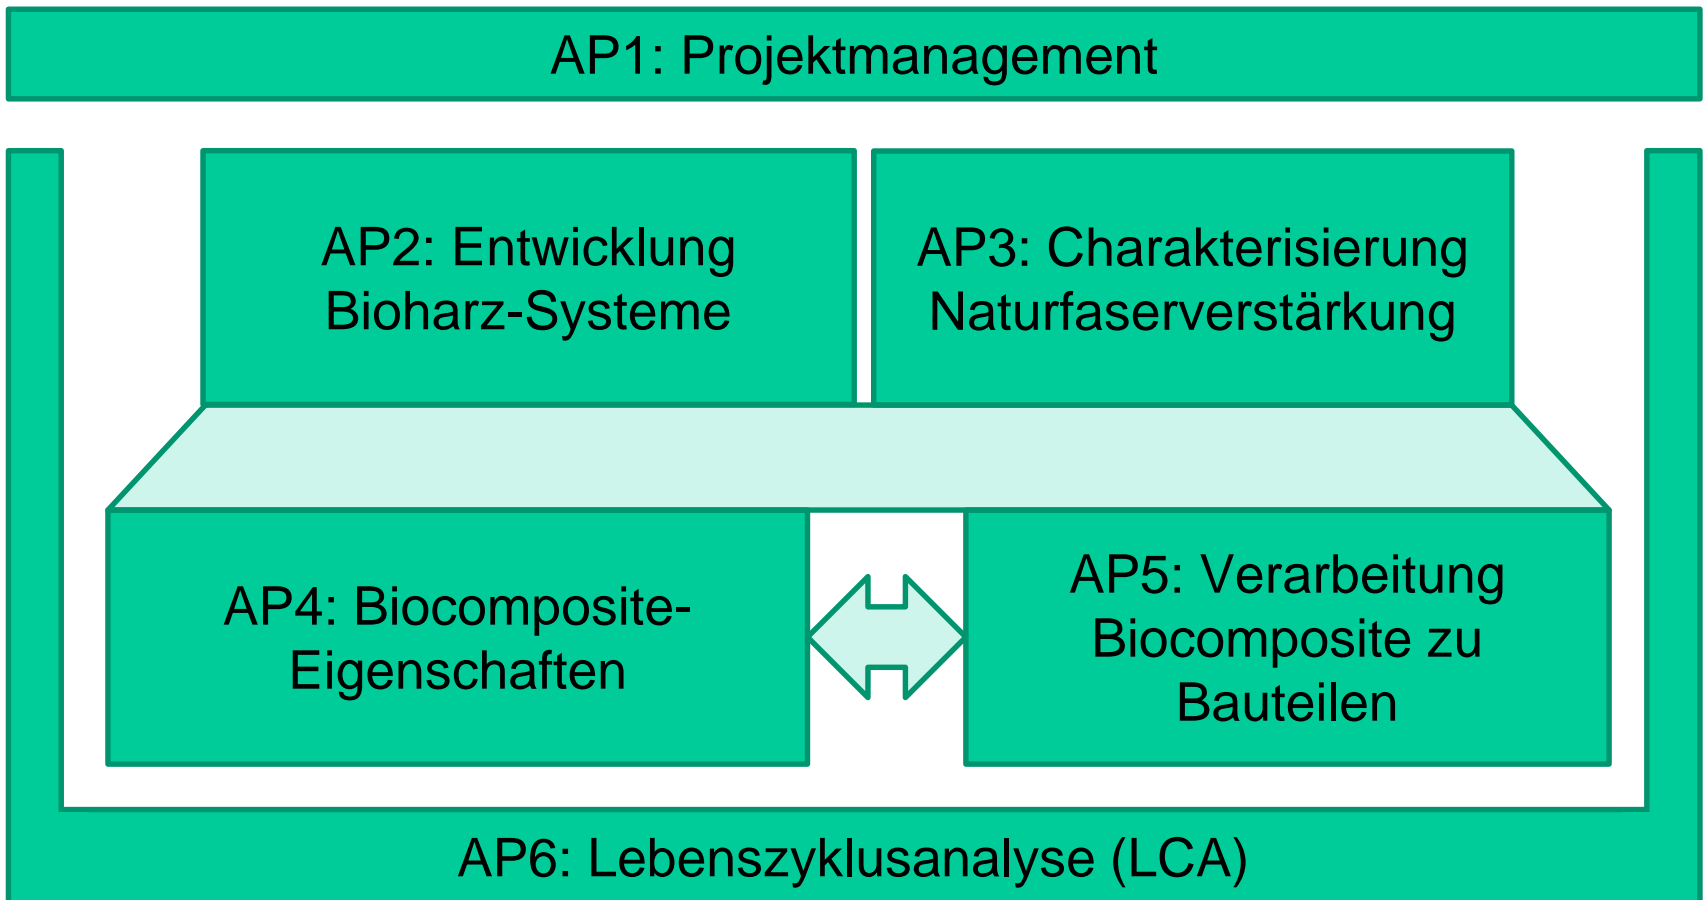 AP1: Projektmanagement
AP2: Entwicklung
Bioharz-Systeme
AP3: Charakterisierung
Naturfaserverstärkung
AP4: Biocomposite-
Eigenschaften
AP5: Verarbeitung
Biocomposite zu
Bauteilen
AP6: Lebenszyklusanalyse (LCA)